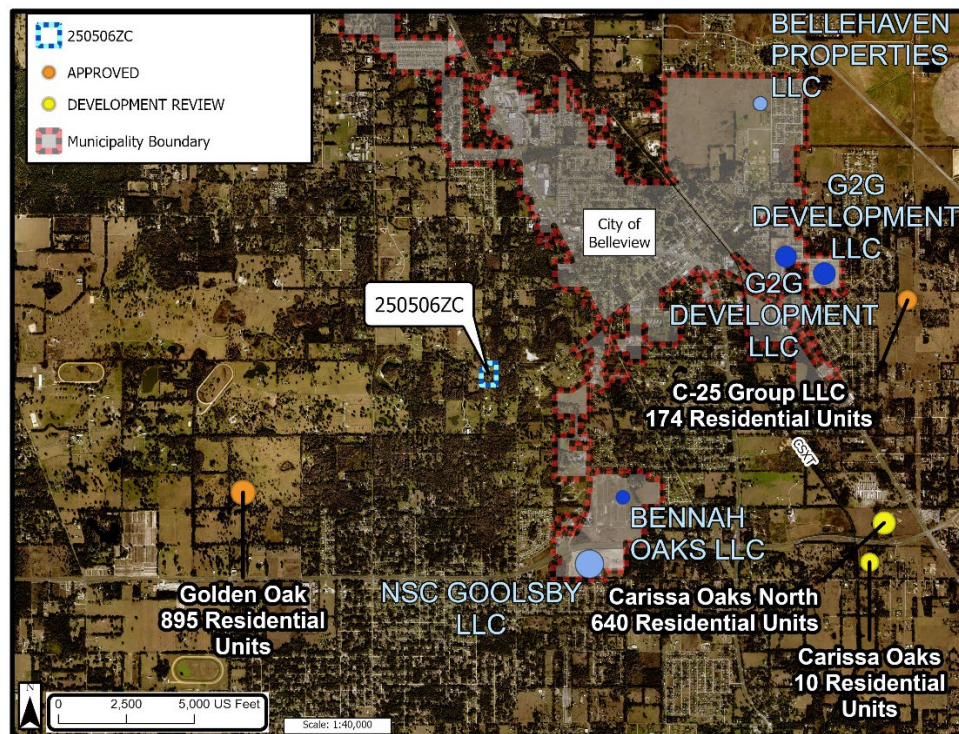 250506ZC
APPROVED
DEVELOPMENT REVIEW
Municipality Boundary
BELLEHAVEN
PROPERTIES
LLC
G2G
DEVELOPMENT
LLC
City of
Belleview
G2G
DEVELOPMENT
LLC
250506ZC
C-25 Group LLC
174 Residential Units
CSXT
BENNAH
OAKS LLC
NSC GOOLSBY
LLC
Golden Oak
895 Residential
Units
Carissa Oaks North
640 Residential Units
Carissa Oaks
10 Residential
Units
N
0 2,500 5,000 US Feet
Scale: 1:40,000